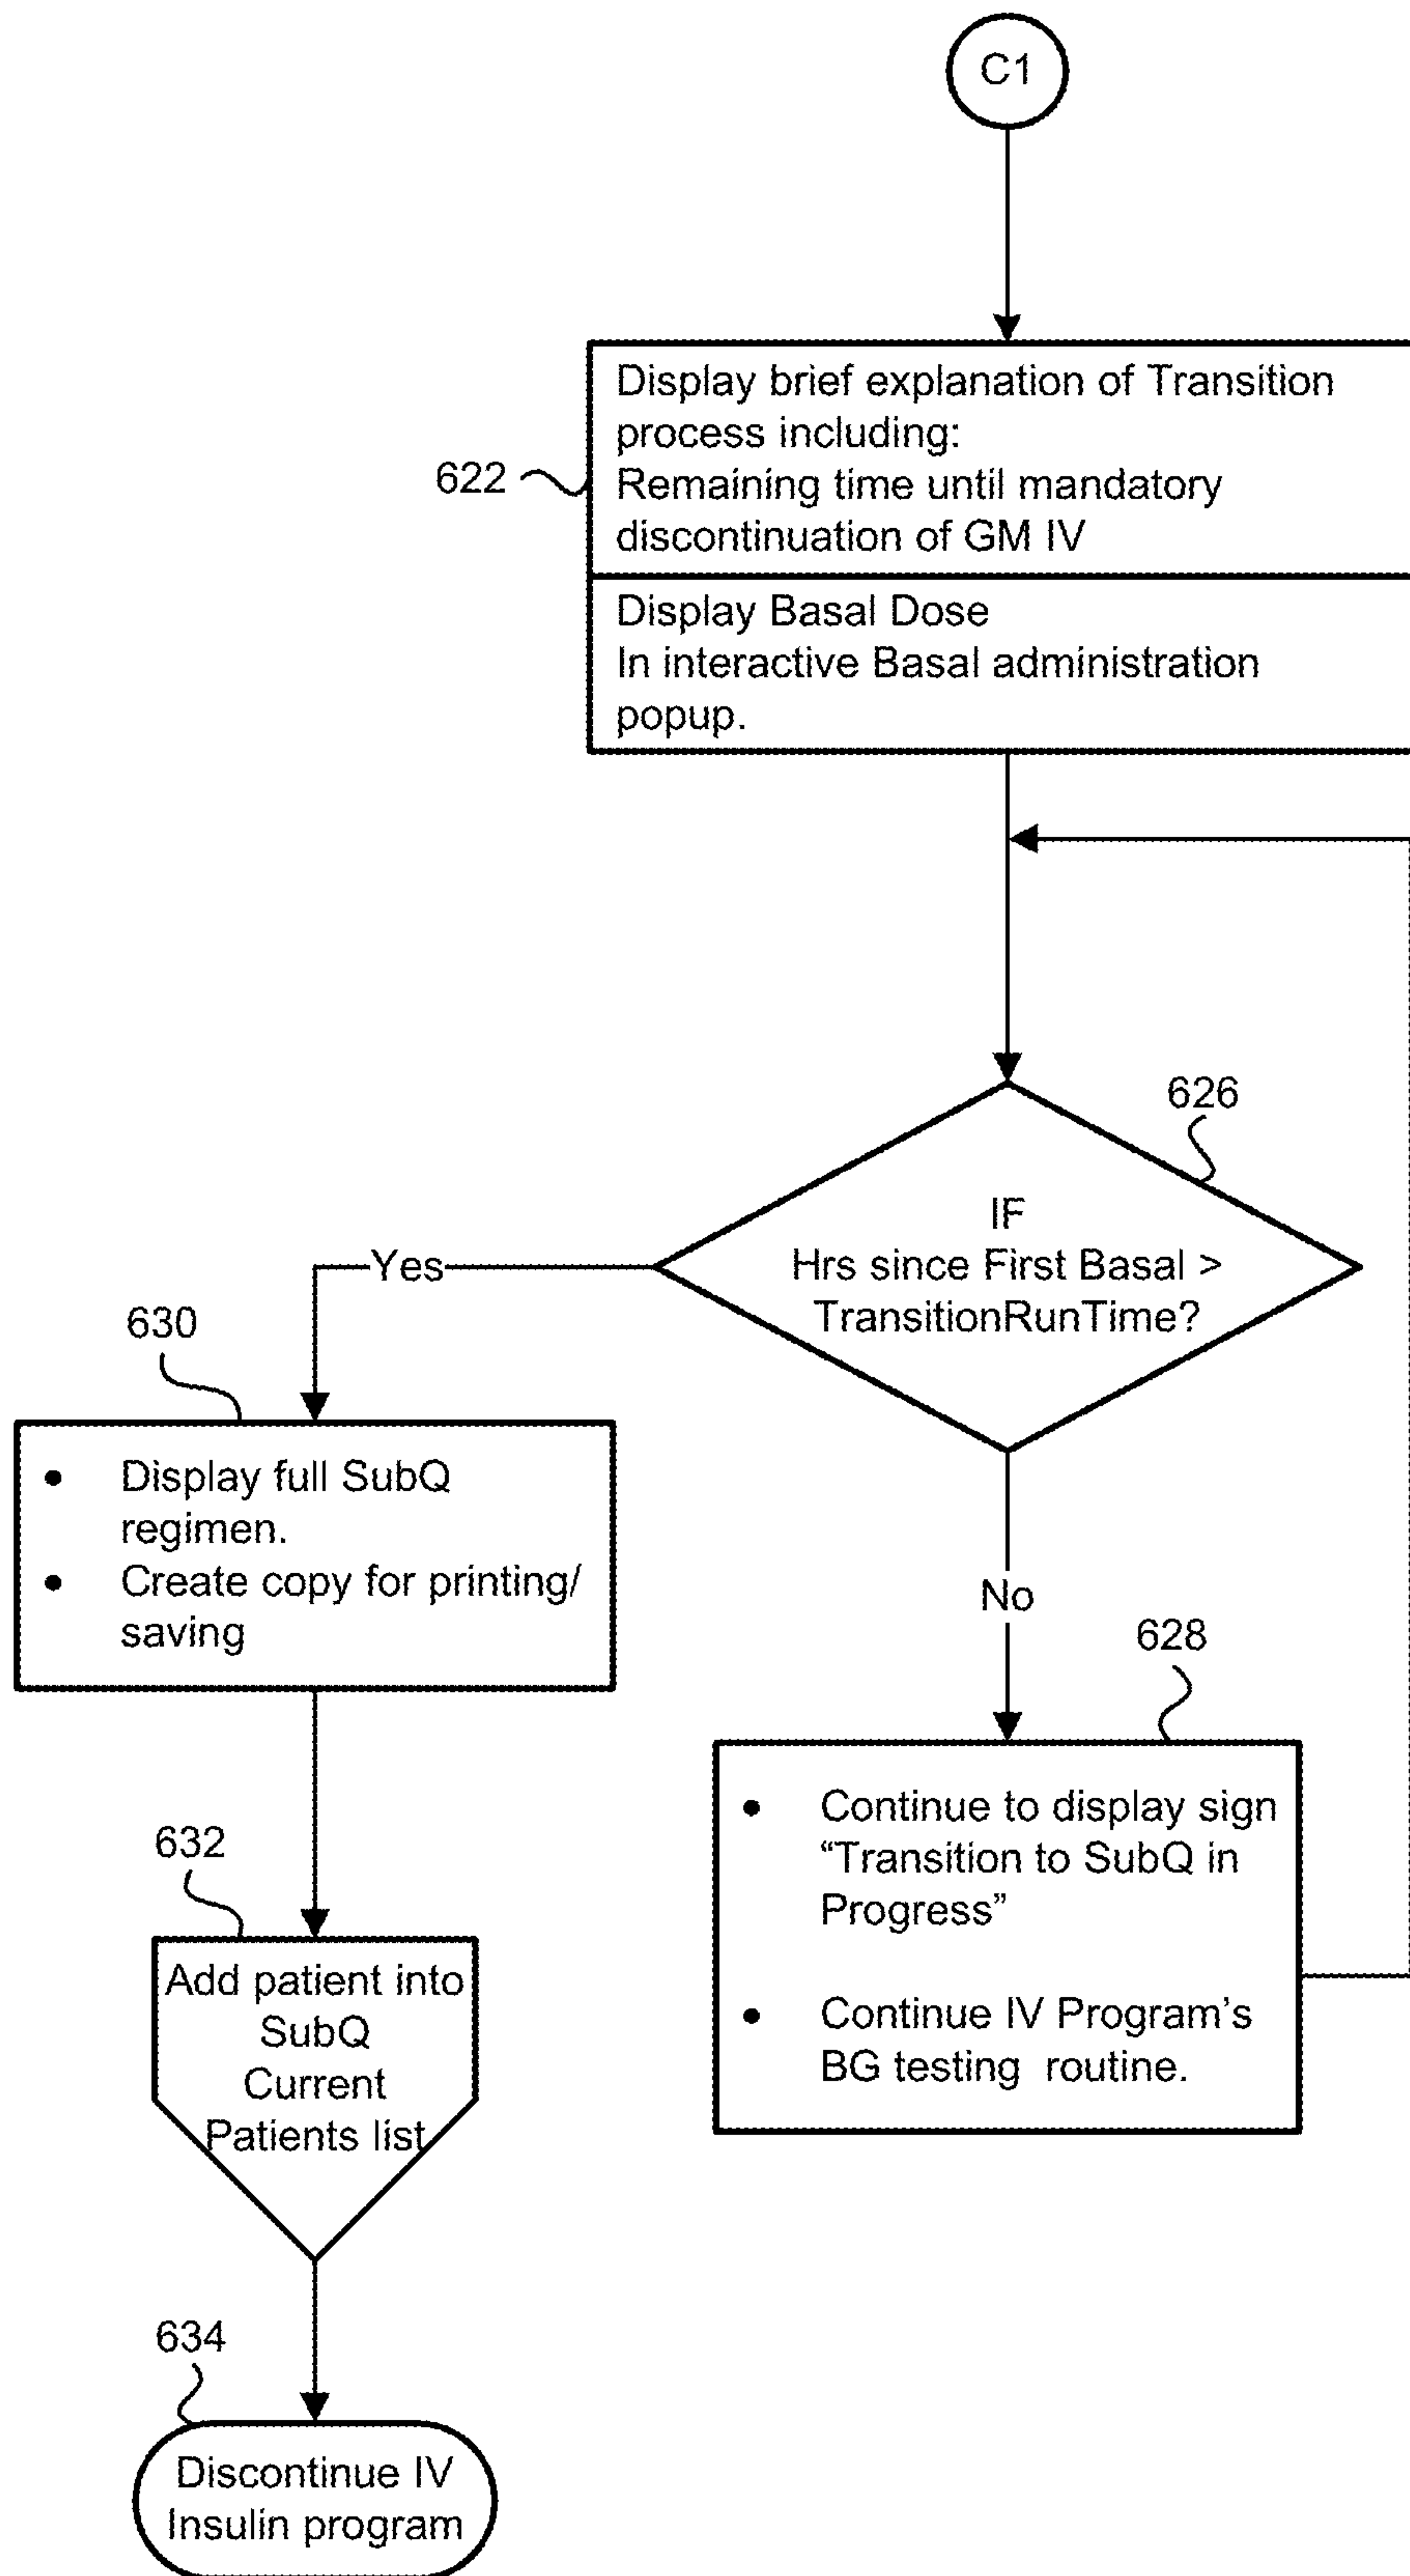 C1
Display brief explanation of Transition
process including:
Remaining time until mandatory
discontinuation of GM IV
622
Display Basal Dose
In interactive Basal administration
popup.
626
IF
Hrs since First Basal >
TransitionRunTime?
Yes
630
• Display full SubQ
regimen.
• Create copy for printing/
saving
No
628
• Continue to display sign
“Transition to SubQ in
Progress”
• Continue IV Program’s
BG testing routine.
632
Add patient into
SubQ
Current
Patients list
634
Discontinue IV
Insulin program